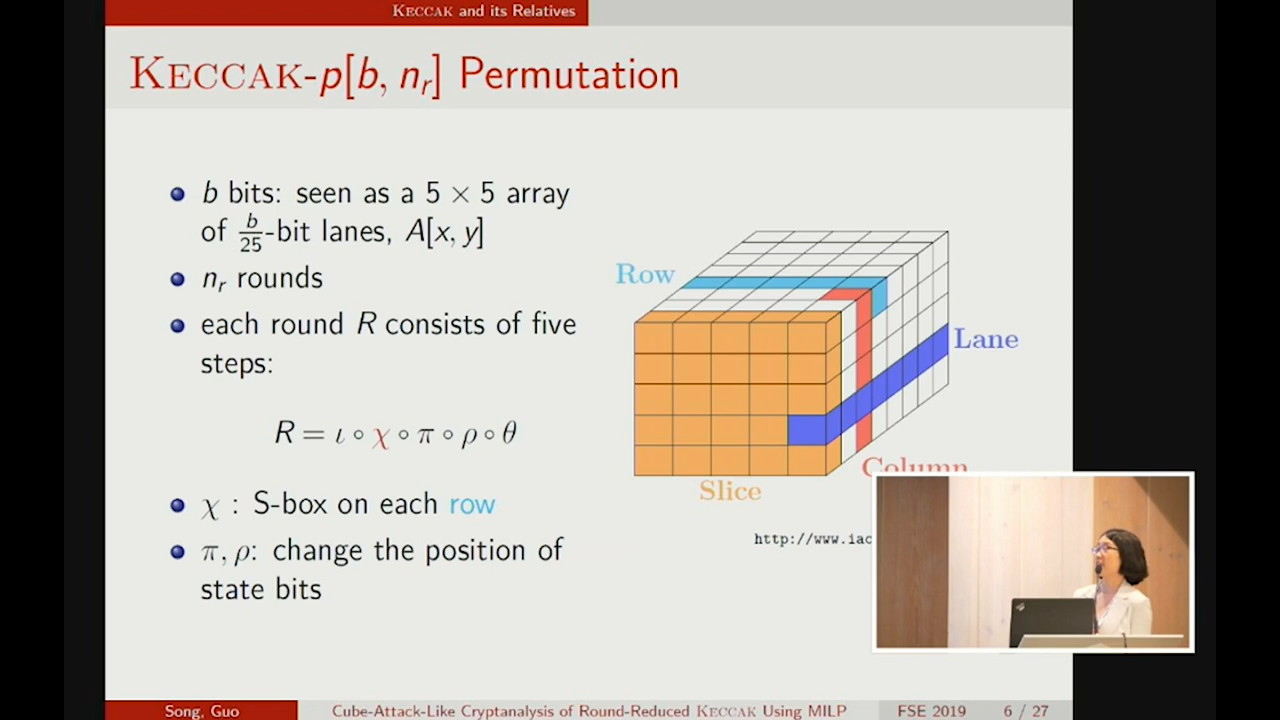 KECCAK and its Relatives
KECCAK-p[b, nᵣ] Permutation
b bits: seen as a 5 × 5 array
of b/25-bit lanes, A[x, y]
nᵣ rounds
each round R consists of five
steps:
R = ι ∘ χ ∘ π ∘ ρ ∘ θ
χ : S-box on each row
π, ρ: change the position of
state bits
Row
Lane
Column
Slice
http://www.iac
Song, Guo
Cube-Attack-Like Cryptanalysis of Round-Reduced KECCAK Using MILP
FSE 2019
6 / 27